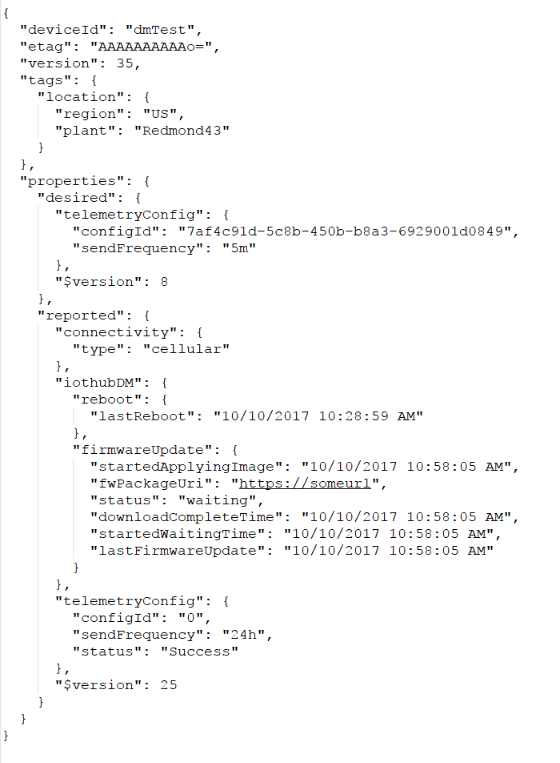 {
  "deviceId": "dmTest",
  "etag": "AAAAAAAAAAo=",
  "version": 35,
  "tags": {
    "location": {
      "region": "US",
      "plant": "Redmond43"
    }
  },
  "properties": {
    "desired": {
      "telemetryConfig": {
        "configId": "7af4c91d-5c8b-450b-b8a3-6929001d0849",
        "sendFrequency": "5m"
      },
      "$version": 8
    },
    "reported": {
      "connectivity": {
        "type": "cellular"
      },
      "iothubDM": {
        "reboot": {
          "lastReboot": "10/10/2017 10:28:59 AM"
        },
        "firmwareUpdate": {
          "startedApplyingImage": "10/10/2017 10:58:05 AM",
          "fwPackageUri": "https://someurl",
          "status": "waiting",
          "downloadCompleteTime": "10/10/2017 10:58:05 AM",
          "startedWaitingTime": "10/10/2017 10:58:05 AM",
          "lastFirmwareUpdate": "10/10/2017 10:58:05 AM"
        }
      },
      "telemetryConfig": {
        "configId": "0",
        "sendFrequency": "24h",
        "status": "Success"
      },
      "$version": 25
    }
  }
}